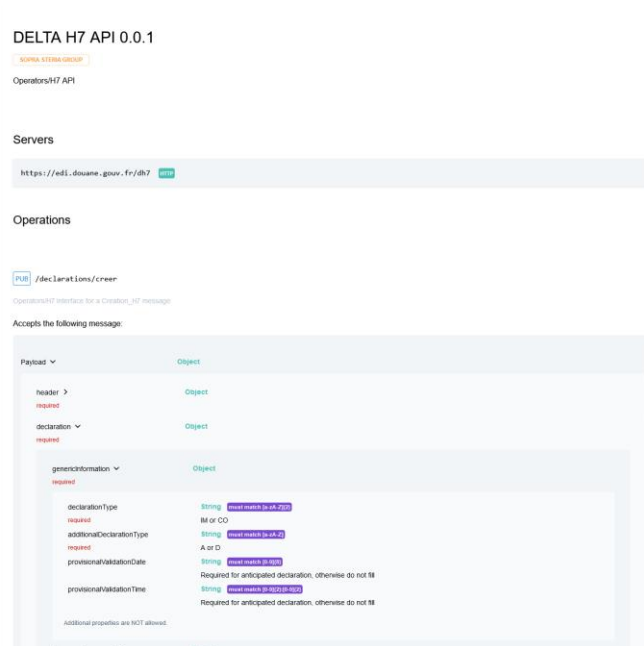 DELTA H7 API 0.0.1
SOPRA STERIA GROUP
Operators/H7 API
Servers
https://edi.douane.gouv.fr/dh7 HTTP
Operations
PUB /declarations/creer
Operators/H7 Interface for a Creation_H7 message
Accepts the following message:
Payload Object
header Object
required
declaration Object
required
genericInformation Object
required
declarationType String must match [a-zA-Z]{2}
required IM or CO
additionalDeclarationType String must match [a-zA-Z]
required A or D
provisionalValidationDate String must match [0-9]{8}
Required for anticipated declaration, otherwise do not fill
provisionalValidationTime String must match [0-9]{2}:[0-9]{2}
Required for anticipated declaration, otherwise do not fill
Additional properties are NOT allowed.